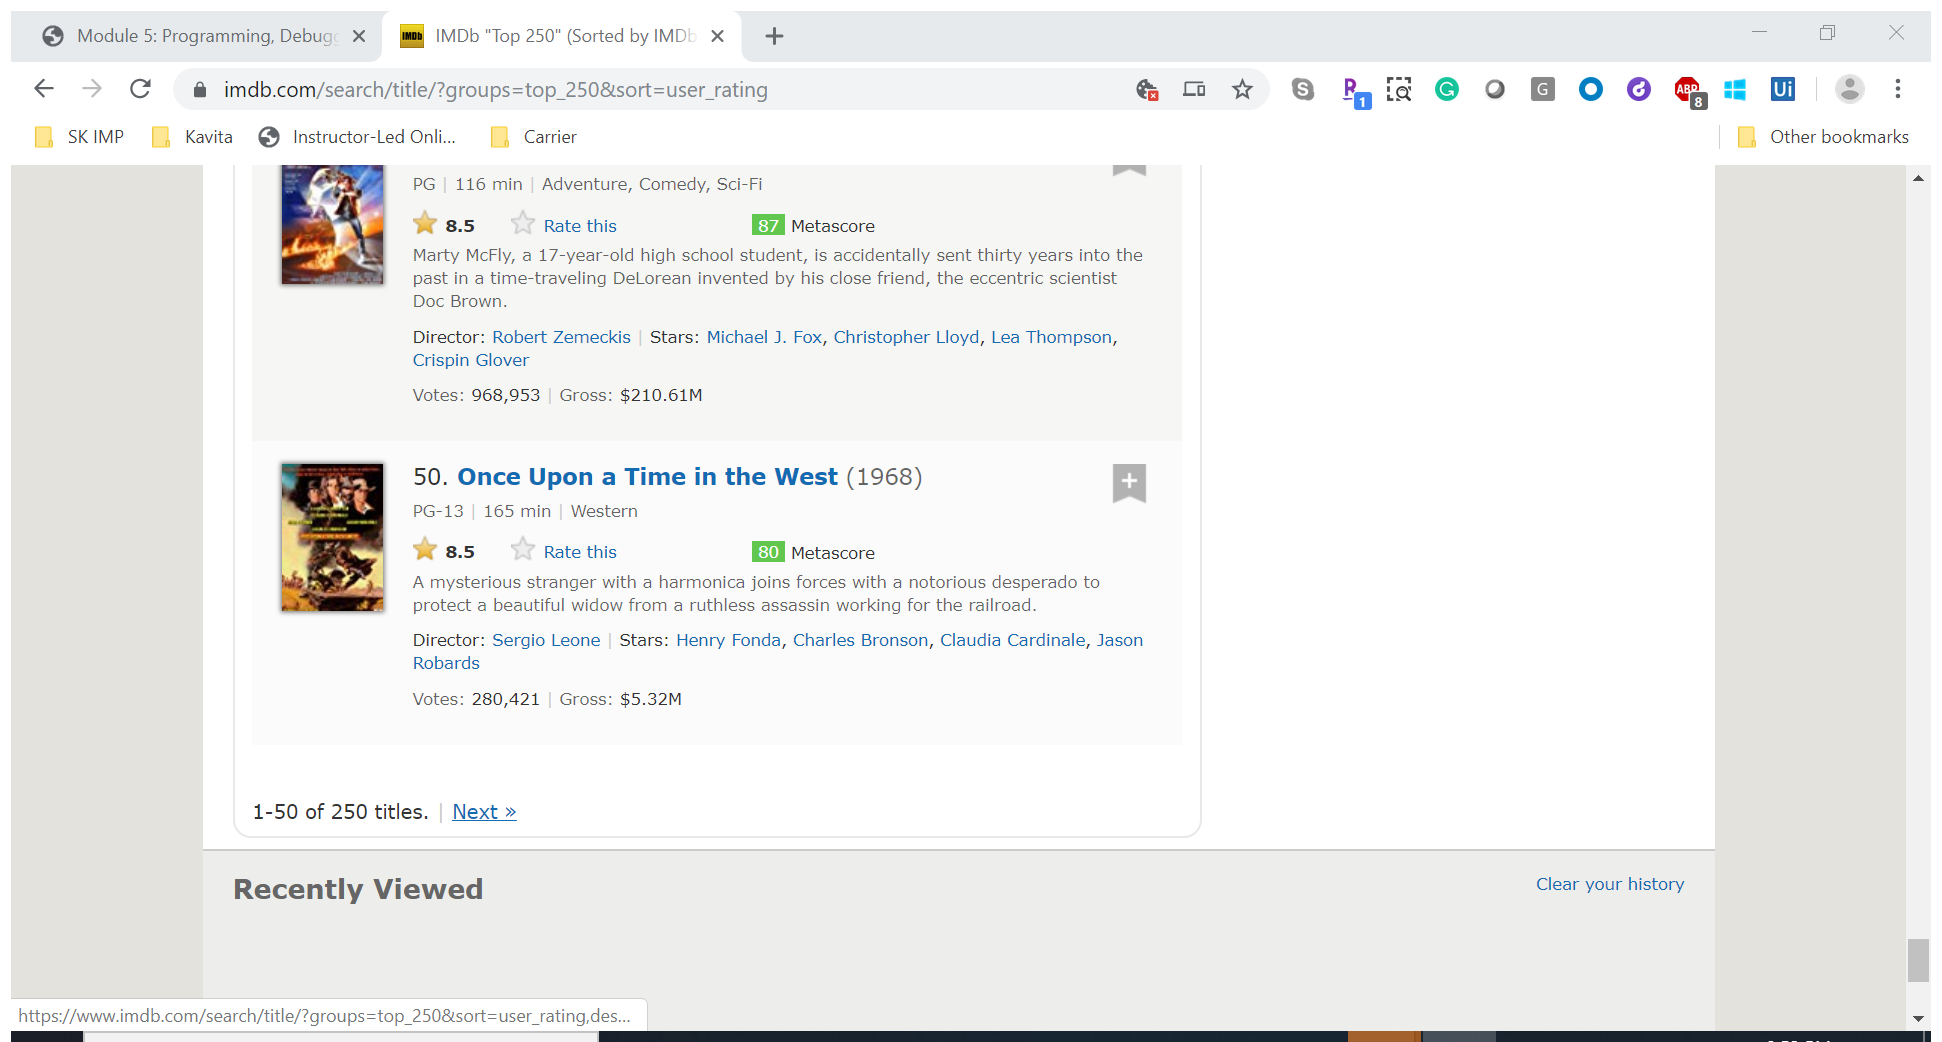 Module 5: Programming, Debugg
IMDb
IMDb "Top 250" (Sorted by IMDb
imdb.com/search/title/?groups=top_250&sort=user_rating
1
G
ABP
8
Ui
SK IMP
Kavita
Instructor-Led Onli...
Carrier
Other bookmarks
PG | 116 min | Adventure, Comedy, Sci-Fi
8.5 Rate this 87 Metascore
Marty McFly, a 17-year-old high school student, is accidentally sent thirty years into the
past in a time-traveling DeLorean invented by his close friend, the eccentric scientist
Doc Brown.
Director: Robert Zemeckis | Stars: Michael J. Fox, Christopher Lloyd, Lea Thompson,
Crispin Glover
Votes: 968,953 | Gross: $210.61M
50. Once Upon a Time in the West (1968)
PG-13 | 165 min | Western
8.5 Rate this 80 Metascore
A mysterious stranger with a harmonica joins forces with a notorious desperado to
protect a beautiful widow from a ruthless assassin working for the railroad.
Director: Sergio Leone | Stars: Henry Fonda, Charles Bronson, Claudia Cardinale, Jason
Robards
Votes: 280,421 | Gross: $5.32M
1-50 of 250 titles. | Next »
Recently Viewed
Clear your history
https://www.imdb.com/search/title/?groups=top_250&sort=user_rating,des...